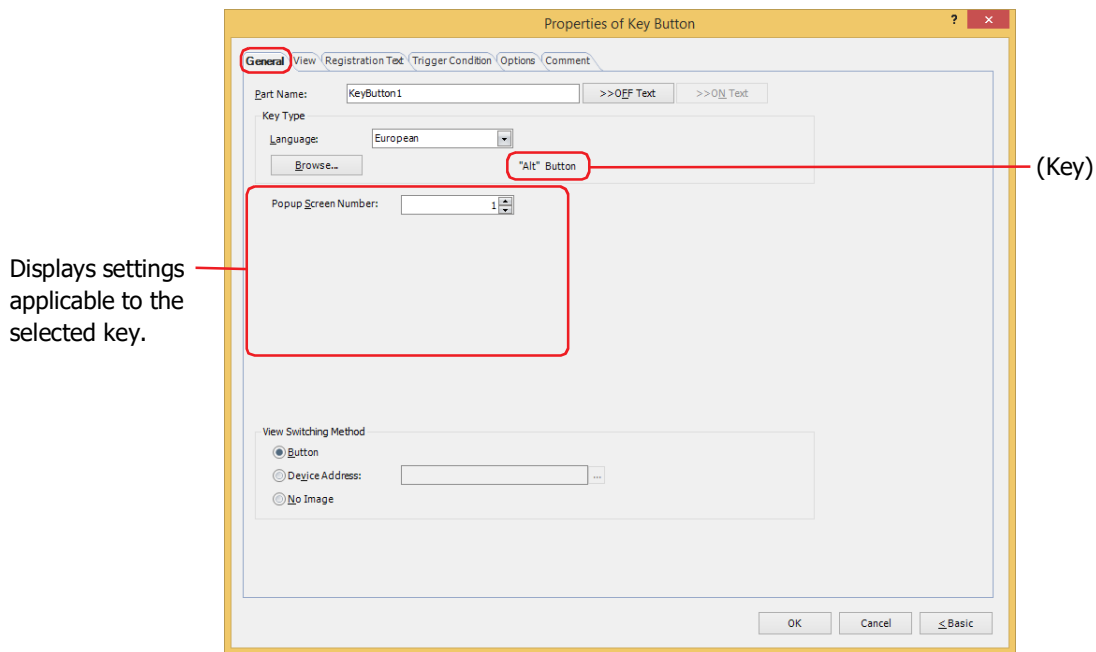 Properties of Key Button
?
×
General View Registration Text Trigger Condition Options Comment
Part Name: KeyButton1 >>OFF Text >>ON Text
Key Type
Language: European
Browse... "Alt" Button
(Key)
Popup Screen Number: 1
Displays settings
applicable to the
selected key.
View Switching Method
Button
Device Address: ...
No Image
OK Cancel < Basic